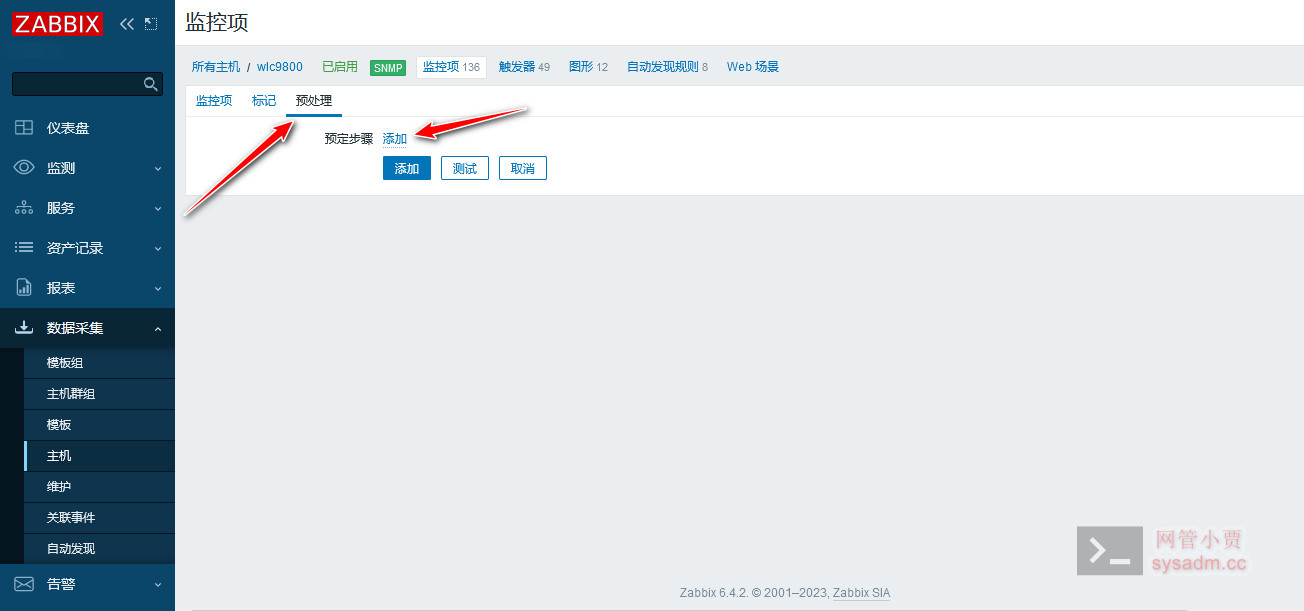 ZABBIX
监控项
所有主机 / wlc9800 已启用 SNMP 监控项 136 触发器 49 图形 12 自动发现规则 8 Web 场景
监控项 标记 预处理
预定步骤 添加
添加 测试 取消
仪表盘
监测
服务
资产记录
报表
数据采集
模板组
主机群组
模板
主机
维护
关联事件
自动发现
告警
网管小贾
sysadm.cc
Zabbix 6.4.2. © 2001–2023, Zabbix SIA